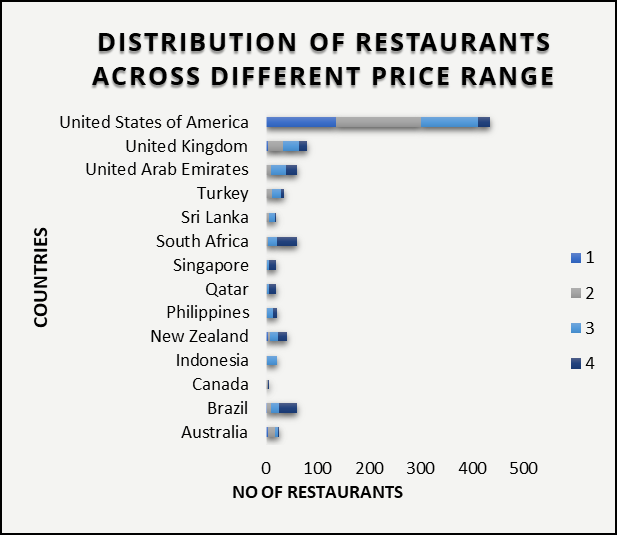 DISTRIBUTION OF RESTAURANTS
ACROSS DIFFERENT PRICE RANGE
COUNTRIES
United States of America
United Kingdom
United Arab Emirates
Turkey
Sri Lanka
South Africa
Singapore
Qatar
Philippines
New Zealand
Indonesia
Canada
Brazil
Australia
1
2
3
4
0 100 200 300 400 500
NO OF RESTAURANTS